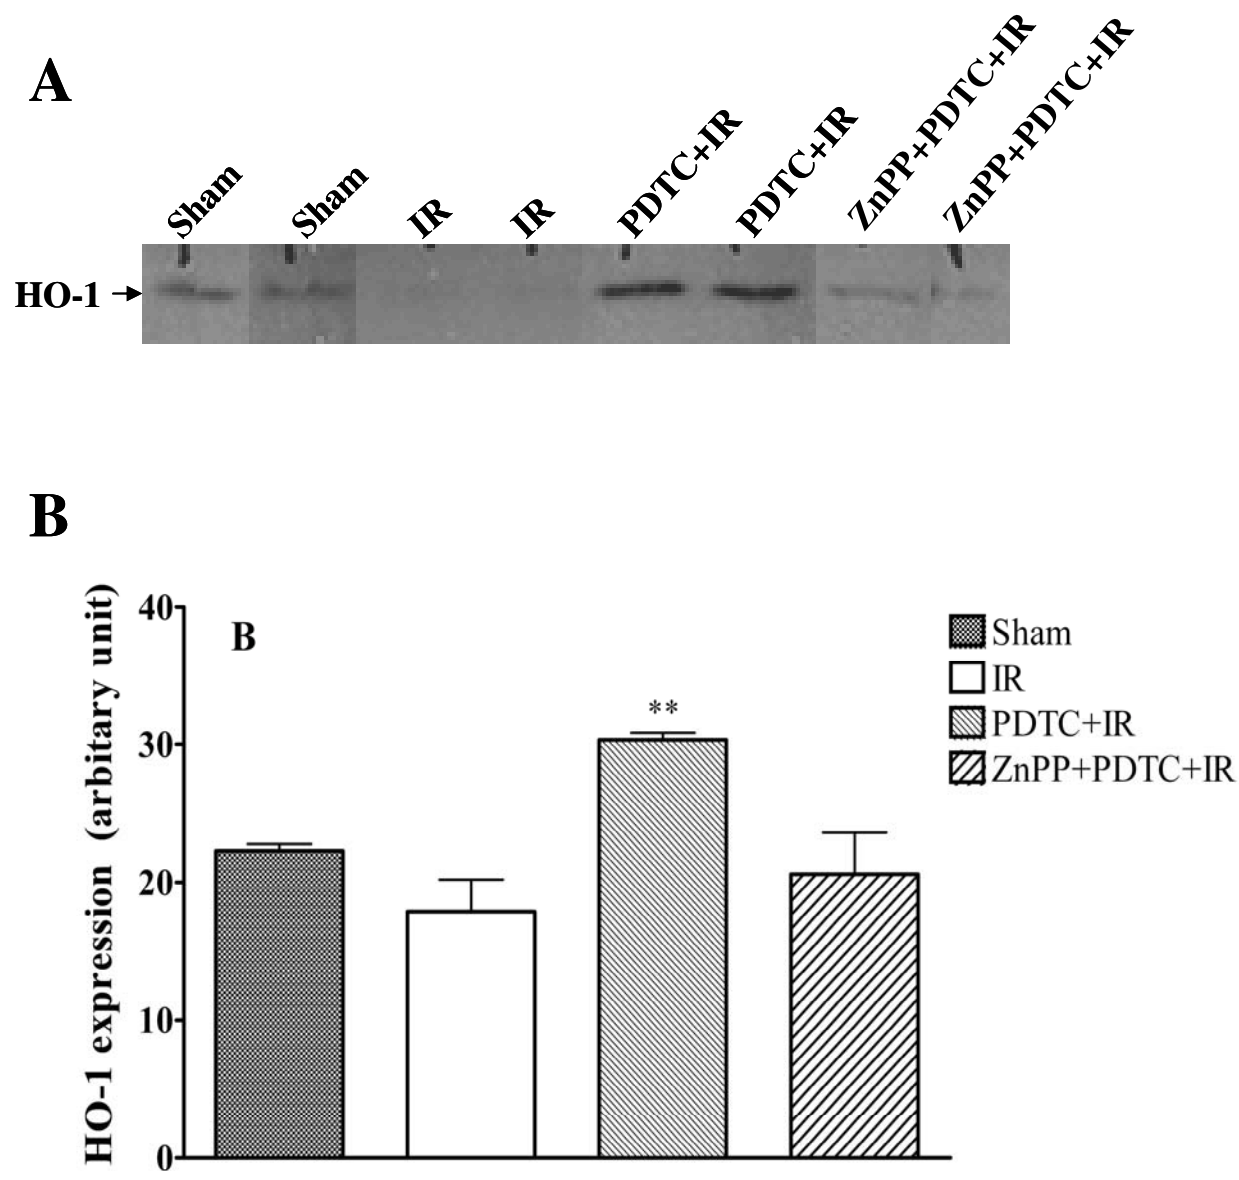 A
Sham
Sham
IR
IR
PDTC+IR
PDTC+IR
ZnPP+PDTC+IR
ZnPP+PDTC+IR
HO-1
B
HO-1 expression (arbitary unit)
40
30
20
10
0
B
**
Sham
IR
PDTC+IR
ZnPP+PDTC+IR